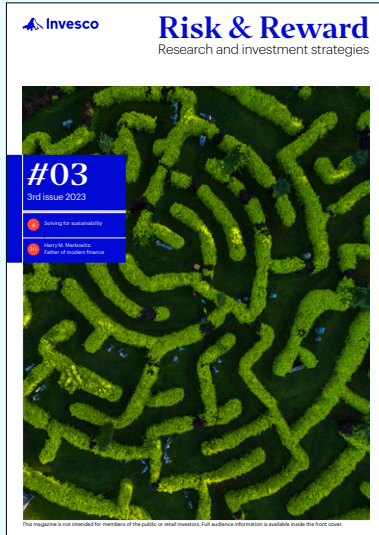 Invesco
Risk & Reward
Research and investment strategies
#03
3rd issue 2023
4 Solving for sustainability
10 Harry M. Markowitz
Father of modern finance
This magazine is not intended for members of the public or retail investors. Full audience information is available inside the front cover.